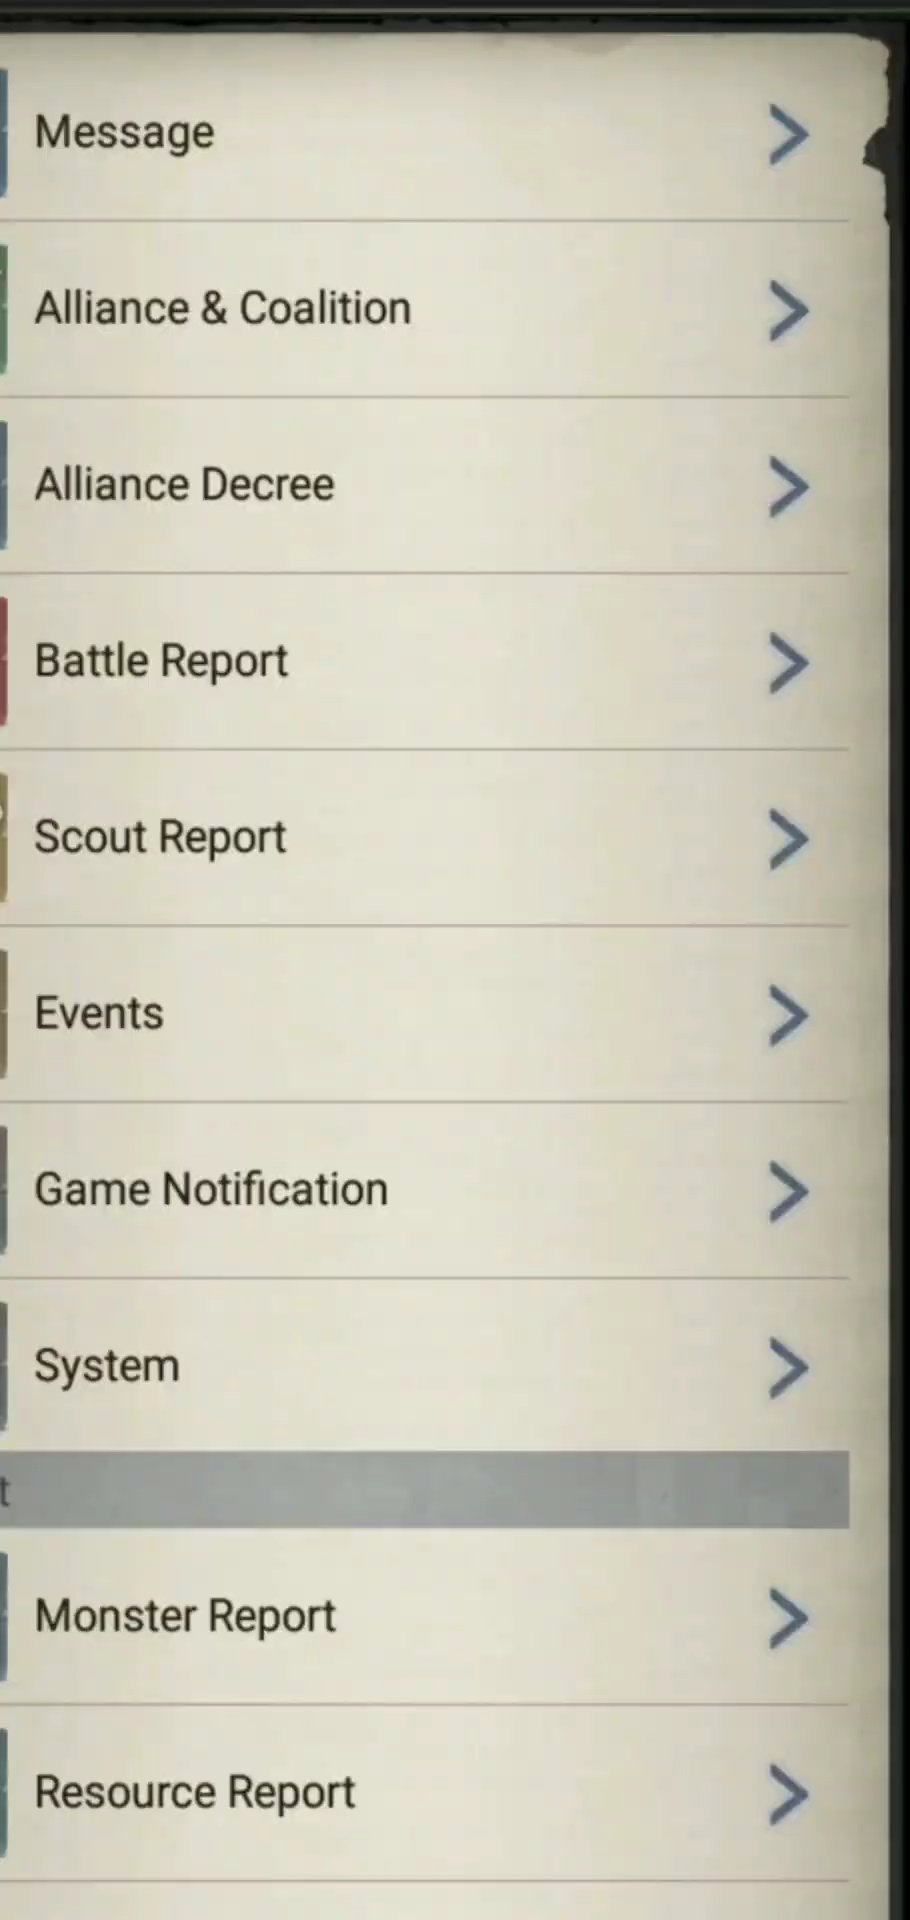 Message
Alliance & Coalition
Alliance Decree
Battle Report
Scout Report
Events
Game Notification
System
t
Monster Report
Resource Report